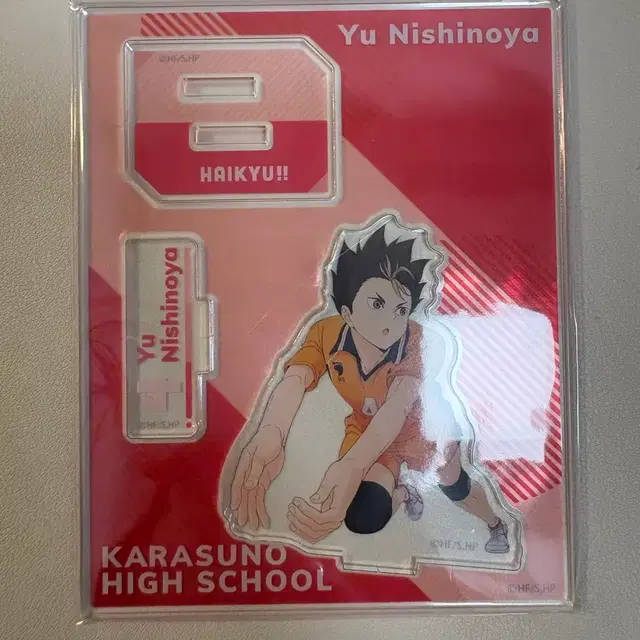 ©HF/S,HP
Yu Nishinoya
HAIKYU!!
Yu
Nishinoya
©HF/S,HP
©HF/S,HP
KARASUNO
HIGH SCHOOL
©HF/S,HP